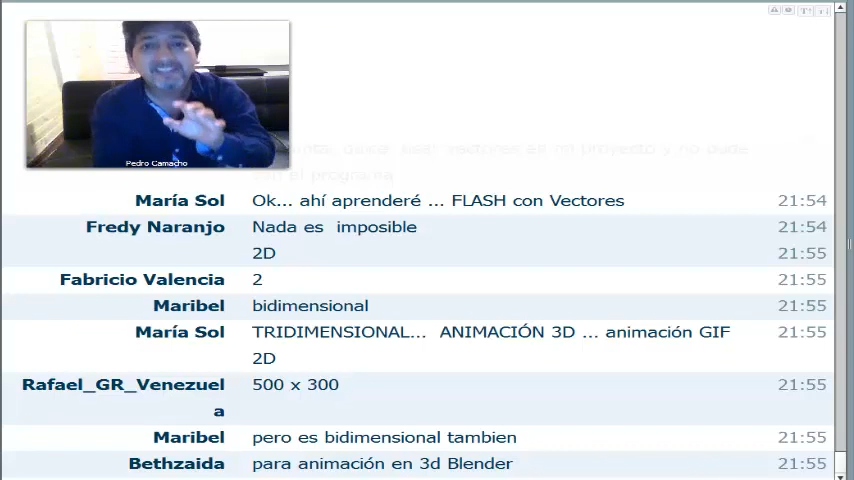 Pedro Camacho
María Sol Ok... ahí aprenderé ... FLASH con Vectores 21:54
Fredy Naranjo Nada es imposible 21:54
2D 21:55
Fabricio Valencia 2 21:55
Maribel bidimensional 21:55
María Sol TRIDIMENSIONAL... ANIMACIÓN 3D ... animación GIF 21:55
2D
Rafael_GR_Venezuel 500 x 300 21:55
a
Maribel pero es bidimensional tambien 21:55
Bethzaida para animación en 3d Blender 21:55